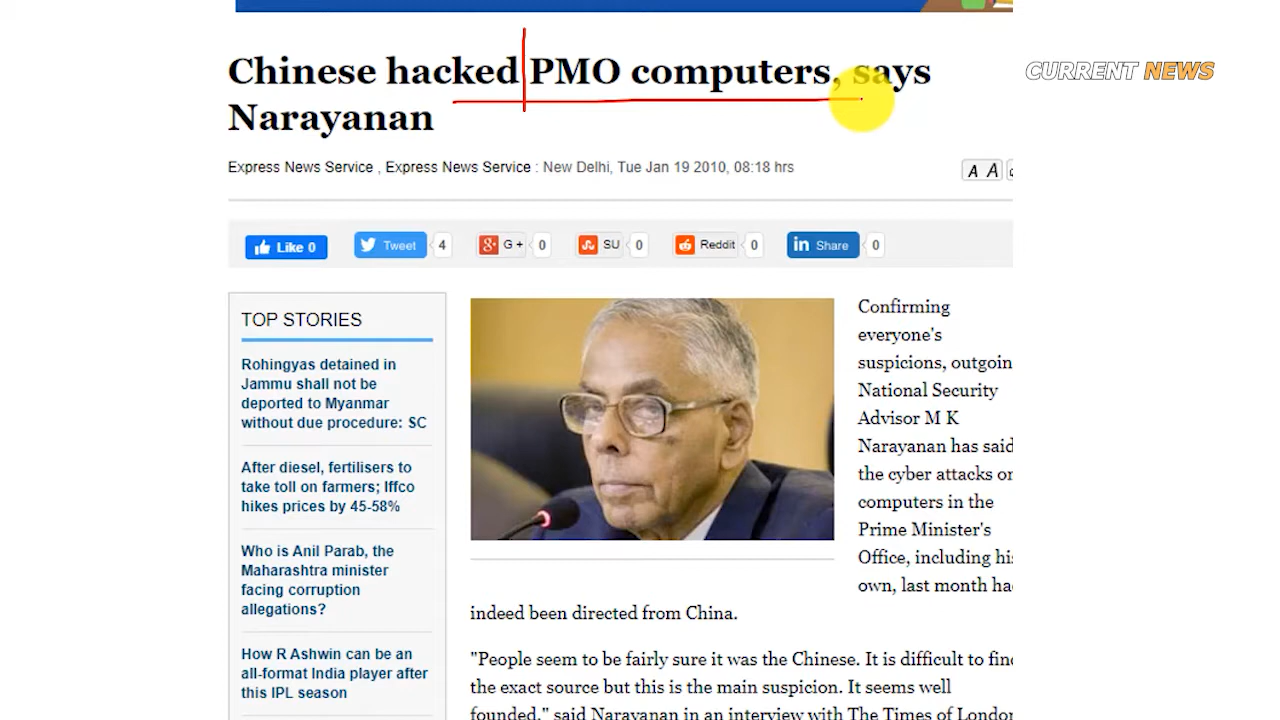 CURRENT NEWS
Chinese hacked PMO computers, says
Narayanan
Express News Service , Express News Service : New Delhi, Tue Jan 19 2010, 08:18 hrs
A A
Like 0
Tweet 4
G + 0
SU 0
Reddit 0
in Share 0
TOP STORIES
Rohingyas detained in
Jammu shall not be
deported to Myanmar
without due procedure: SC
After diesel, fertilisers to
take toll on farmers; Iffco
hikes prices by 45-58%
Who is Anil Parab, the
Maharashtra minister
facing corruption
allegations?
How R Ashwin can be an
all-format India player after
this IPL season
Confirming
everyone's
suspicions, outgoin
National Security
Advisor M K
Narayanan has said
the cyber attacks on
computers in the
Prime Minister's
Office, including his
own, last month had
indeed been directed from China.
"People seem to be fairly sure it was the Chinese. It is difficult to find
the exact source but this is the main suspicion. It seems well
founded," said Narayanan in an interview with The Times of London